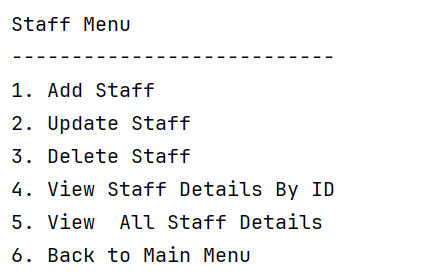 Staff Menu
---------------------------
1. Add Staff
2. Update Staff
3. Delete Staff
4. View Staff Details By ID
5. View  All Staff Details
6. Back to Main Menu